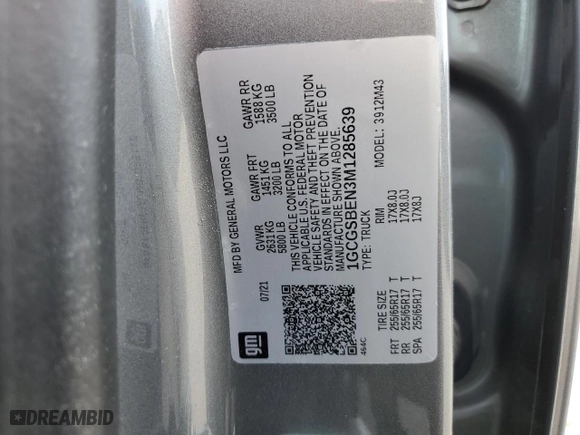 MFD BY GENERAL MOTORS LLC
07/21
GVWR GAWR FRT GAWR RR
2631 KG 1451 KG 1588 KG
5800 LB 3200 LB 3500 LB
THIS VEHICLE CONFORMS TO ALL
APPLICABLE U.S. FEDERAL MOTOR
VEHICLE SAFETY AND THEFT PREVENTION
STANDARDS IN EFFECT ON THE DATE OF
MANUFACTURE SHOWN ABOVE.
1GCGSBEN3M1285639
TYPE: TRUCK MODEL: 3912M43
gm
464C
TIRE SIZE RIM
FRT 255/65R17 T 17X8.0J
RR 255/65R17 T 17X8.0J
SPA 255/65R17 T 17X8J
DREAMBID